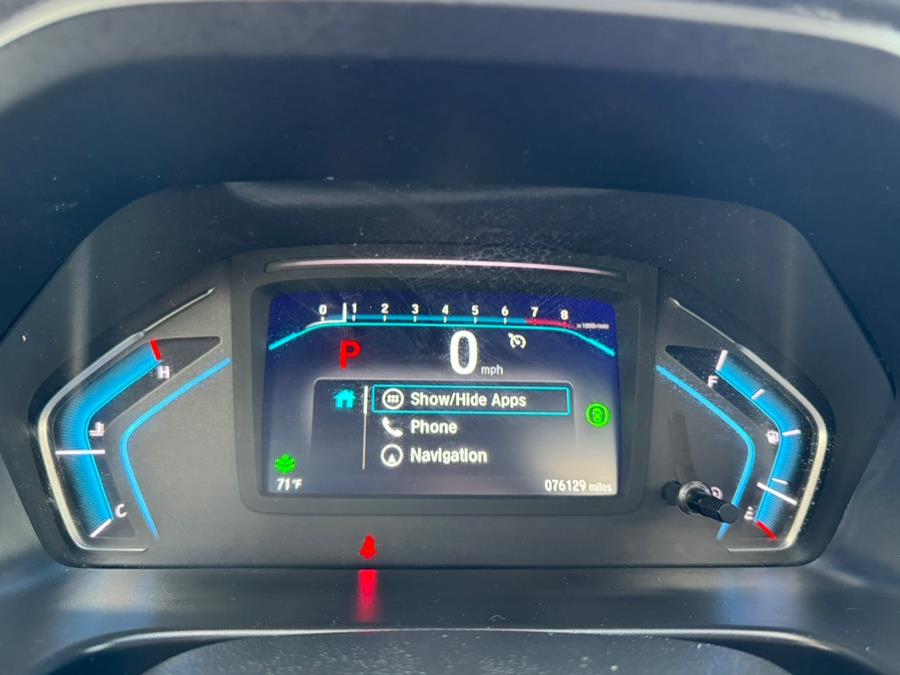 0 1 2 3 4 5 6 7 8
x1000r/min
P 0 mph
H
F
Show/Hide Apps
Phone
Navigation
C
E
71°F
076129 miles